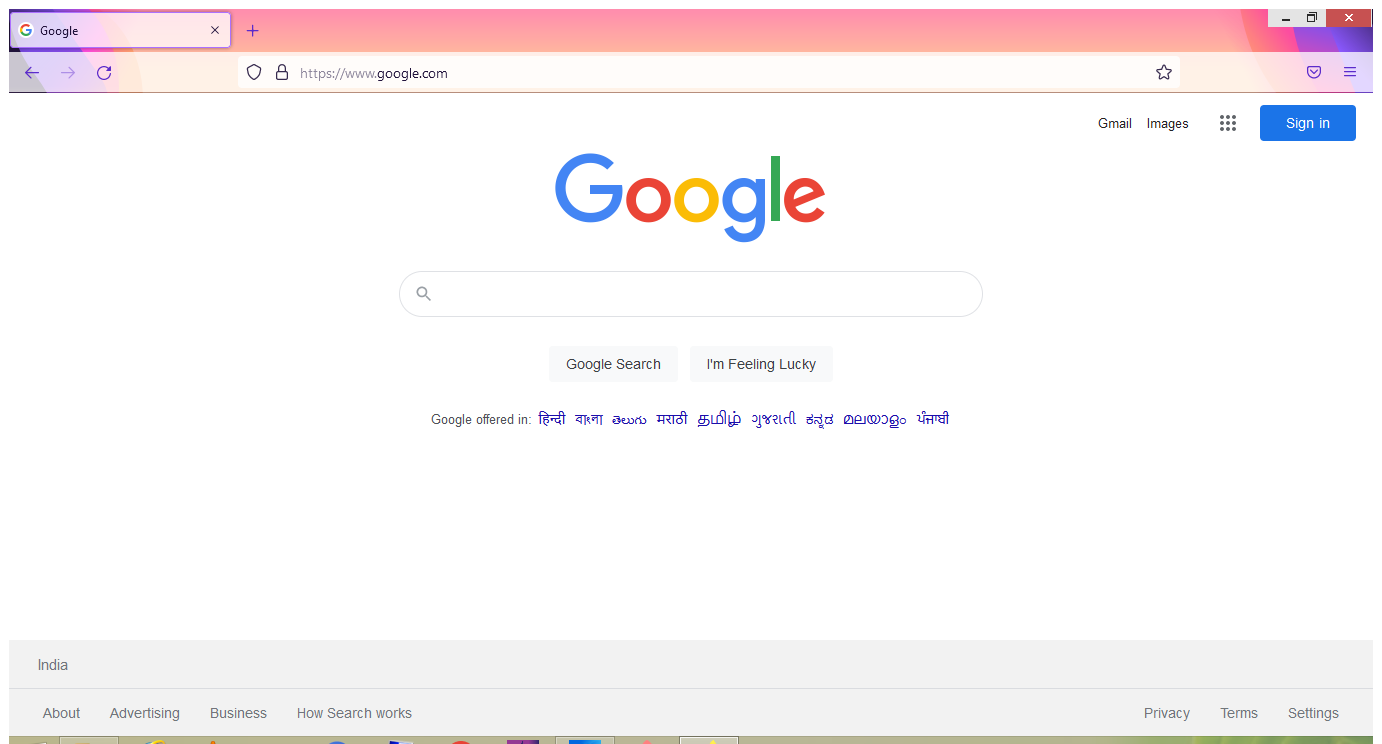 Google
https://www.google.com
Gmail Images Sign in
Google
Google Search I'm Feeling Lucky
Google offered in: हिन्दी বাংলা తెలుగు मराठी தமிழ் ગુજરાતી ಕನ್ನಡ മലയാളം ਪੰਜਾਬੀ
India
About Advertising Business How Search works Privacy Terms Settings